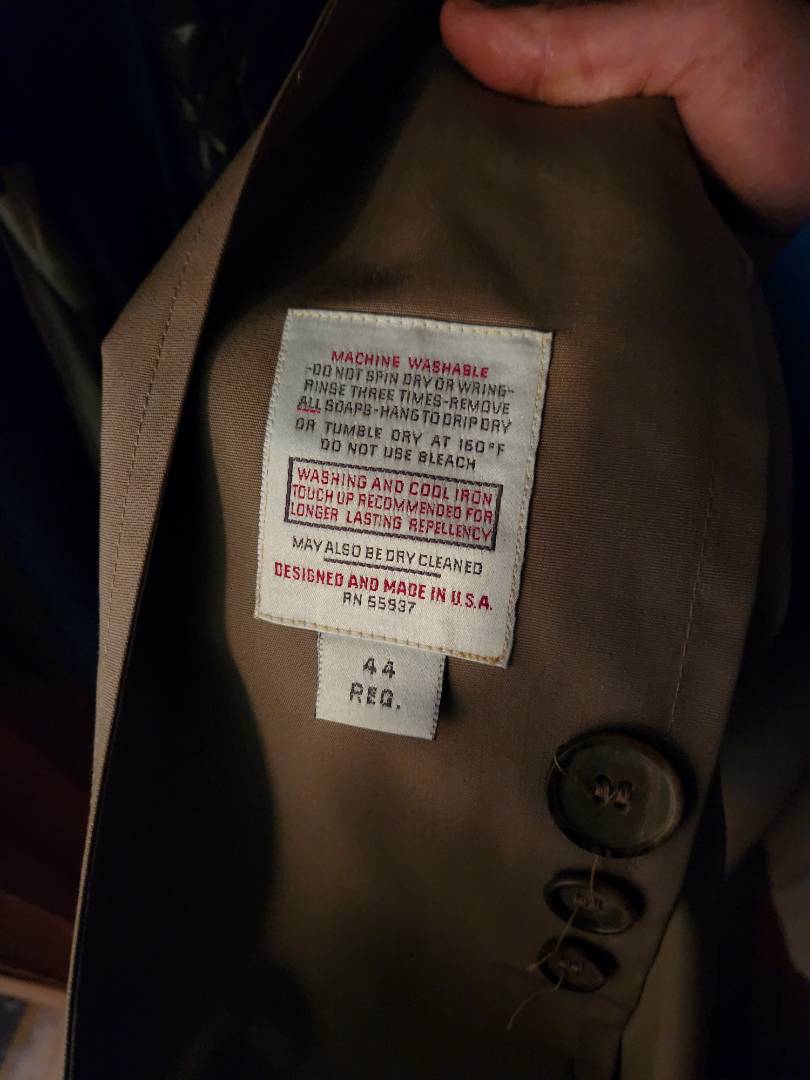 MACHINE WASHABLE
-DO NOT SPIN DRY OR WRING-
RINSE THREE TIMES-REMOVE
ALL SOAPS-HANG TO DRIP DRY
OR TUMBLE DRY AT 160°F
DO NOT USE BLEACH
WASHING AND COOL IRON
TOUCH UP RECOMMENDED FOR
LONGER LASTING REPELLENCY
MAY ALSO BE DRY CLEANED
DESIGNED AND MADE IN U.S.A.
RN 55937
44
REG.